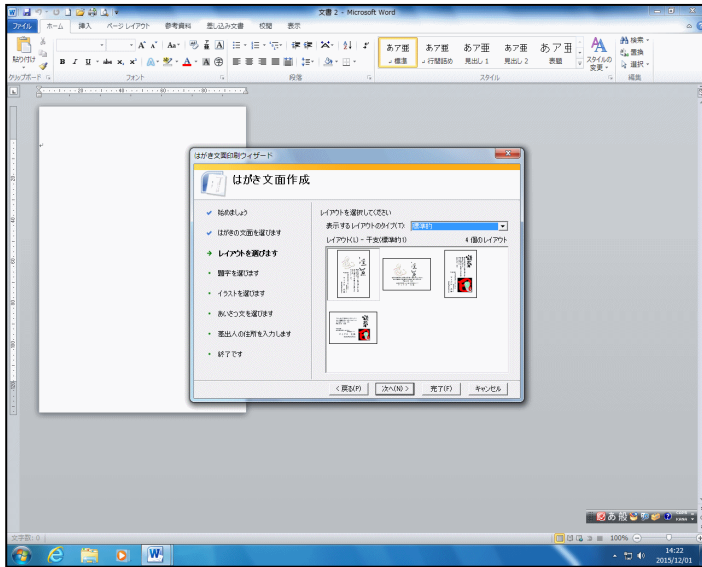 文書 2 - Microsoft Word
ファイル ホーム 挿入 ページ レイアウト 参考資料 差し込み文書 校閲 表示
貼り付け
クリップボード
B I U abc x, x²
フォント
段落
あア亜 標準
あア亜 行間詰め
あア亜 見出し 1
あア亜 見出し 2
あア亜 表題
スタイルの変更
スタイル
検索
置換
選択
編集
はがき文面印刷ウィザード
はがき文面作成
始めましょう
はがきの文面を選びます
レイアウトを選びます
題字を選びます
イラストを選びます
あいさつ文を選びます
差出人の住所を入力します
終了です
レイアウトを選択してください
表示するレイアウトのタイプ(T): 標準的
レイアウト(L) - 干支(標準的1) 4 個のレイアウト
< 戻る(P) 次へ(N) > 完了(F) キャンセル
文字数: 0
100%
あ 般
14:22
2015/12/01